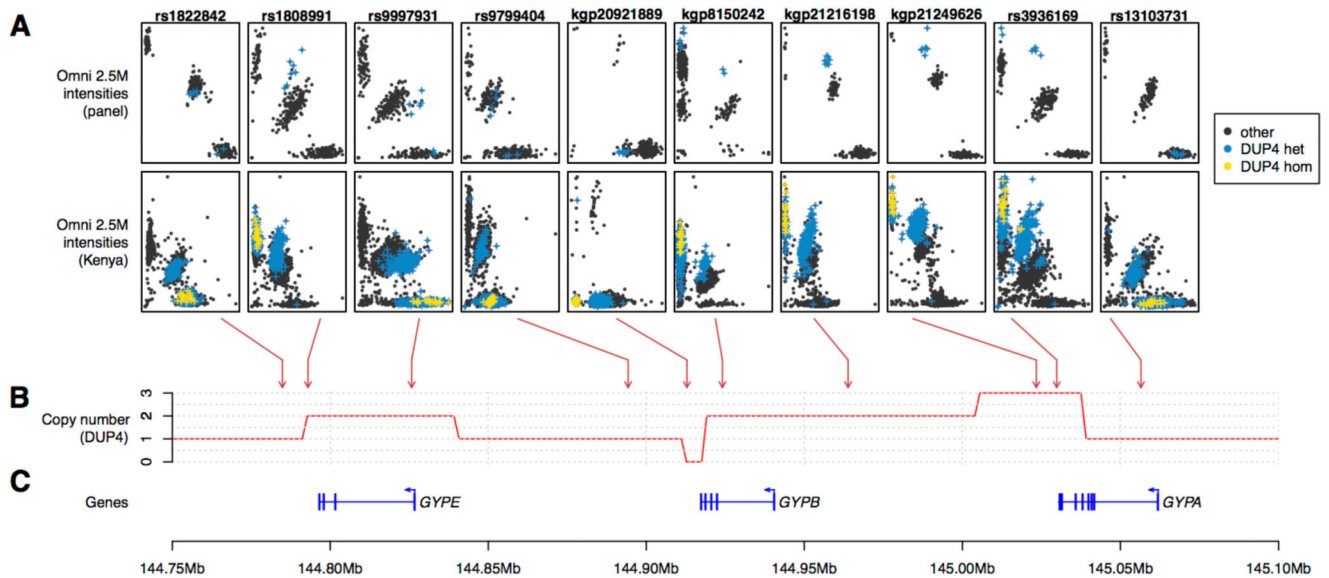 A
rs1822842 rs1808991 rs9997931 rs9799404 kgp20921889 kgp8150242 kgp21216198 kgp21249626 rs3936169 rs13103731
Omni 2.5M
intensities
(panel)
other
DUP4 het
DUP4 hom
Omni 2.5M
intensities
(Kenya)
B
Copy number
(DUP4)
3
2
1
0
C
Genes
GYPE GYPB GYPA
144.75Mb 144.80Mb 144.85Mb 144.90Mb 144.95Mb 145.00Mb 145.05Mb 145.10Mb